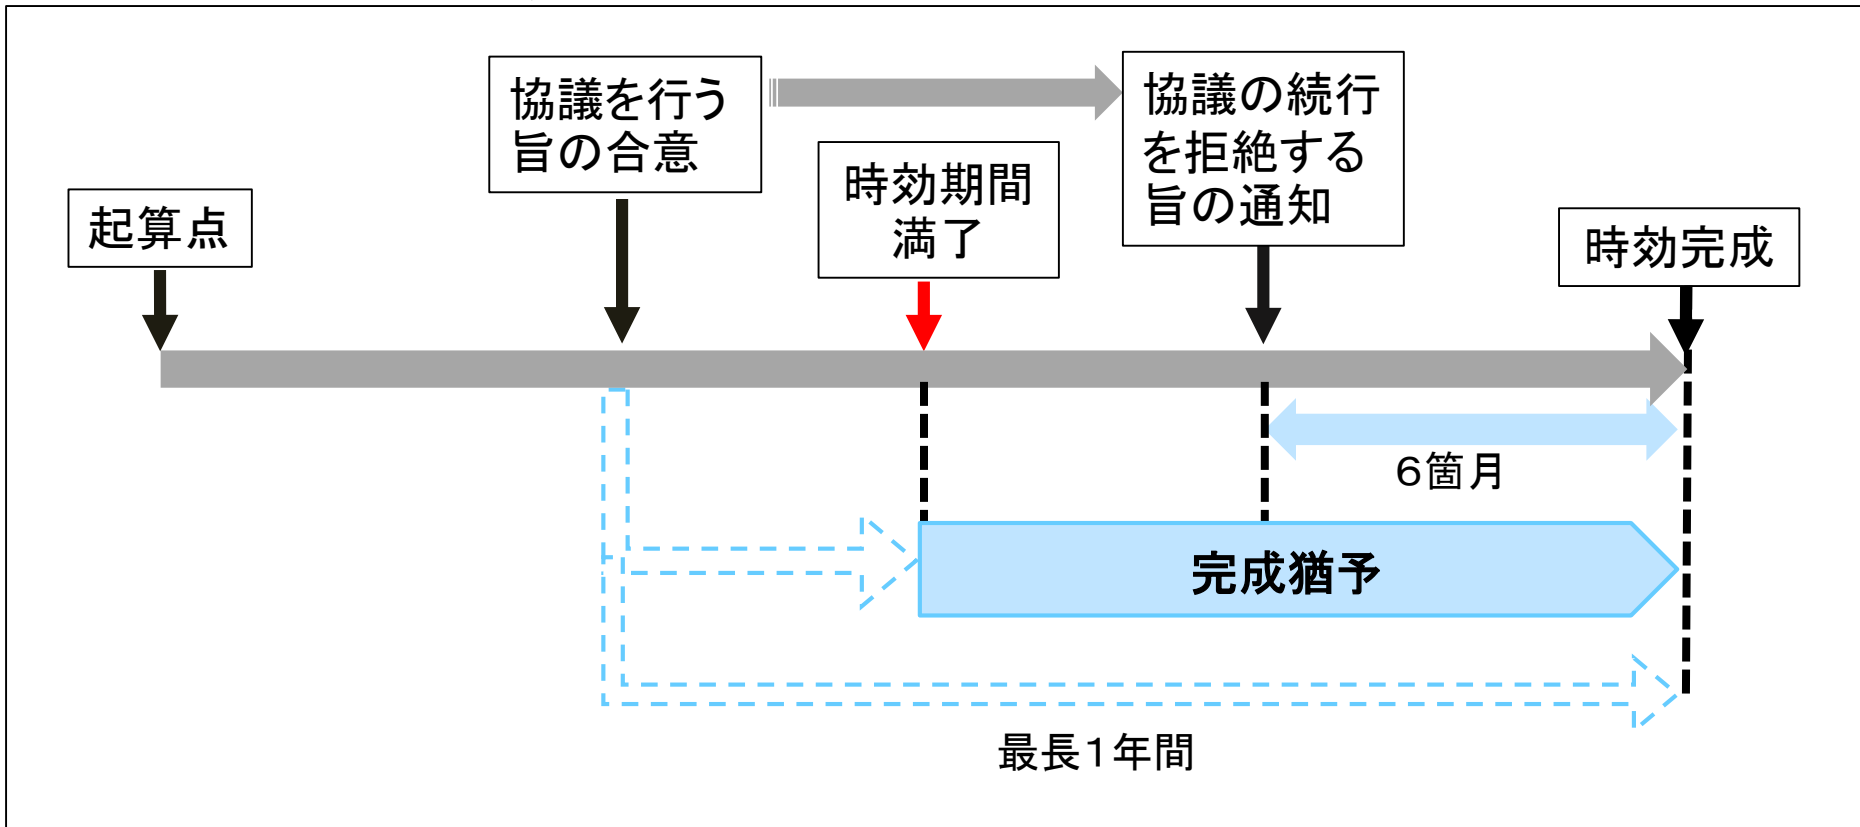 起算点
協議を行う
旨の合意
時効期間
満了
協議の続行
を拒絶する
旨の通知
時効完成
６箇月
完成猶予
最長１年間